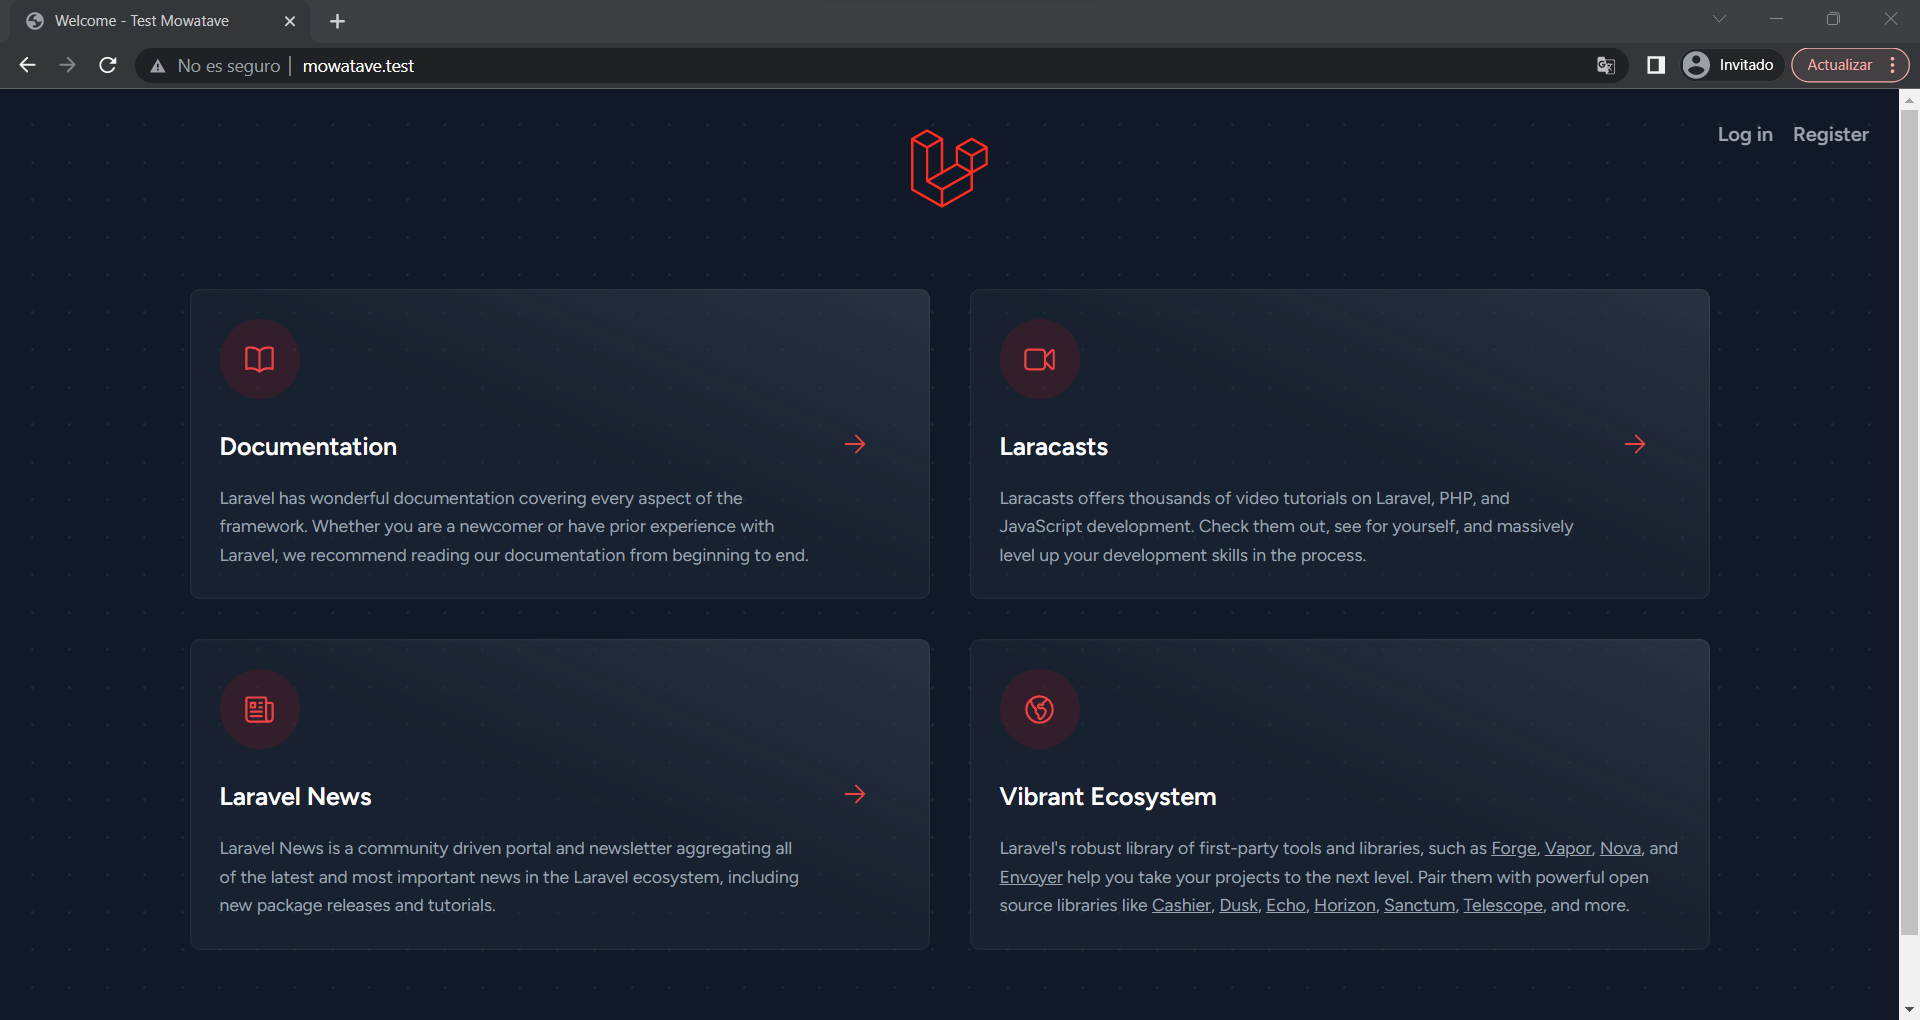 Welcome - Test Mowatave
No es seguro | mowatave.test
Invitado
Actualizar
Log in Register
Documentation
Laravel has wonderful documentation covering every aspect of the
framework. Whether you are a newcomer or have prior experience with
Laravel, we recommend reading our documentation from beginning to end.
Laracasts
Laracasts offers thousands of video tutorials on Laravel, PHP, and
JavaScript development. Check them out, see for yourself, and massively
level up your development skills in the process.
Laravel News
Laravel News is a community driven portal and newsletter aggregating all
of the latest and most important news in the Laravel ecosystem, including
new package releases and tutorials.
Vibrant Ecosystem
Laravel's robust library of first-party tools and libraries, such as Forge, Vapor, Nova, and
Envoyer help you take your projects to the next level. Pair them with powerful open
source libraries like Cashier, Dusk, Echo, Horizon, Sanctum, Telescope, and more.